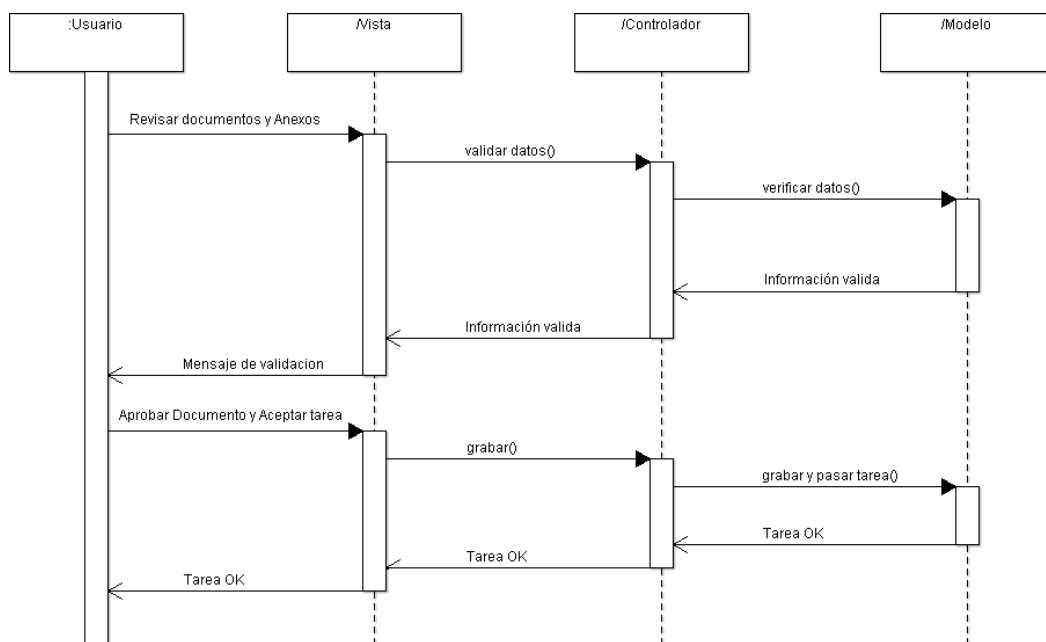 :Usuario
/Vista
/Controlador
/Modelo
Revisar documentos y Anexos
validar datos()
verificar datos()
Información valida
Información valida
Mensaje de validacion
Aprobar Documento y Aceptar tarea
grabar()
grabar y pasar tarea()
Tarea OK
Tarea OK
Tarea OK